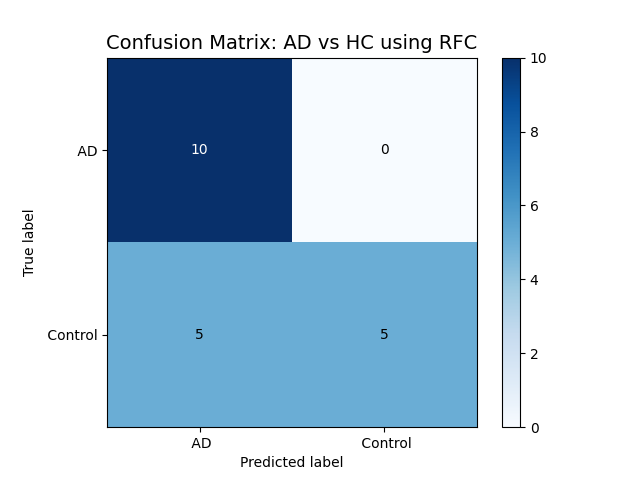 Confusion Matrix: AD vs HC using RFC
10
AD
10
0
8
6
True label
4
Control
5
5
2
0
AD
Control
Predicted label